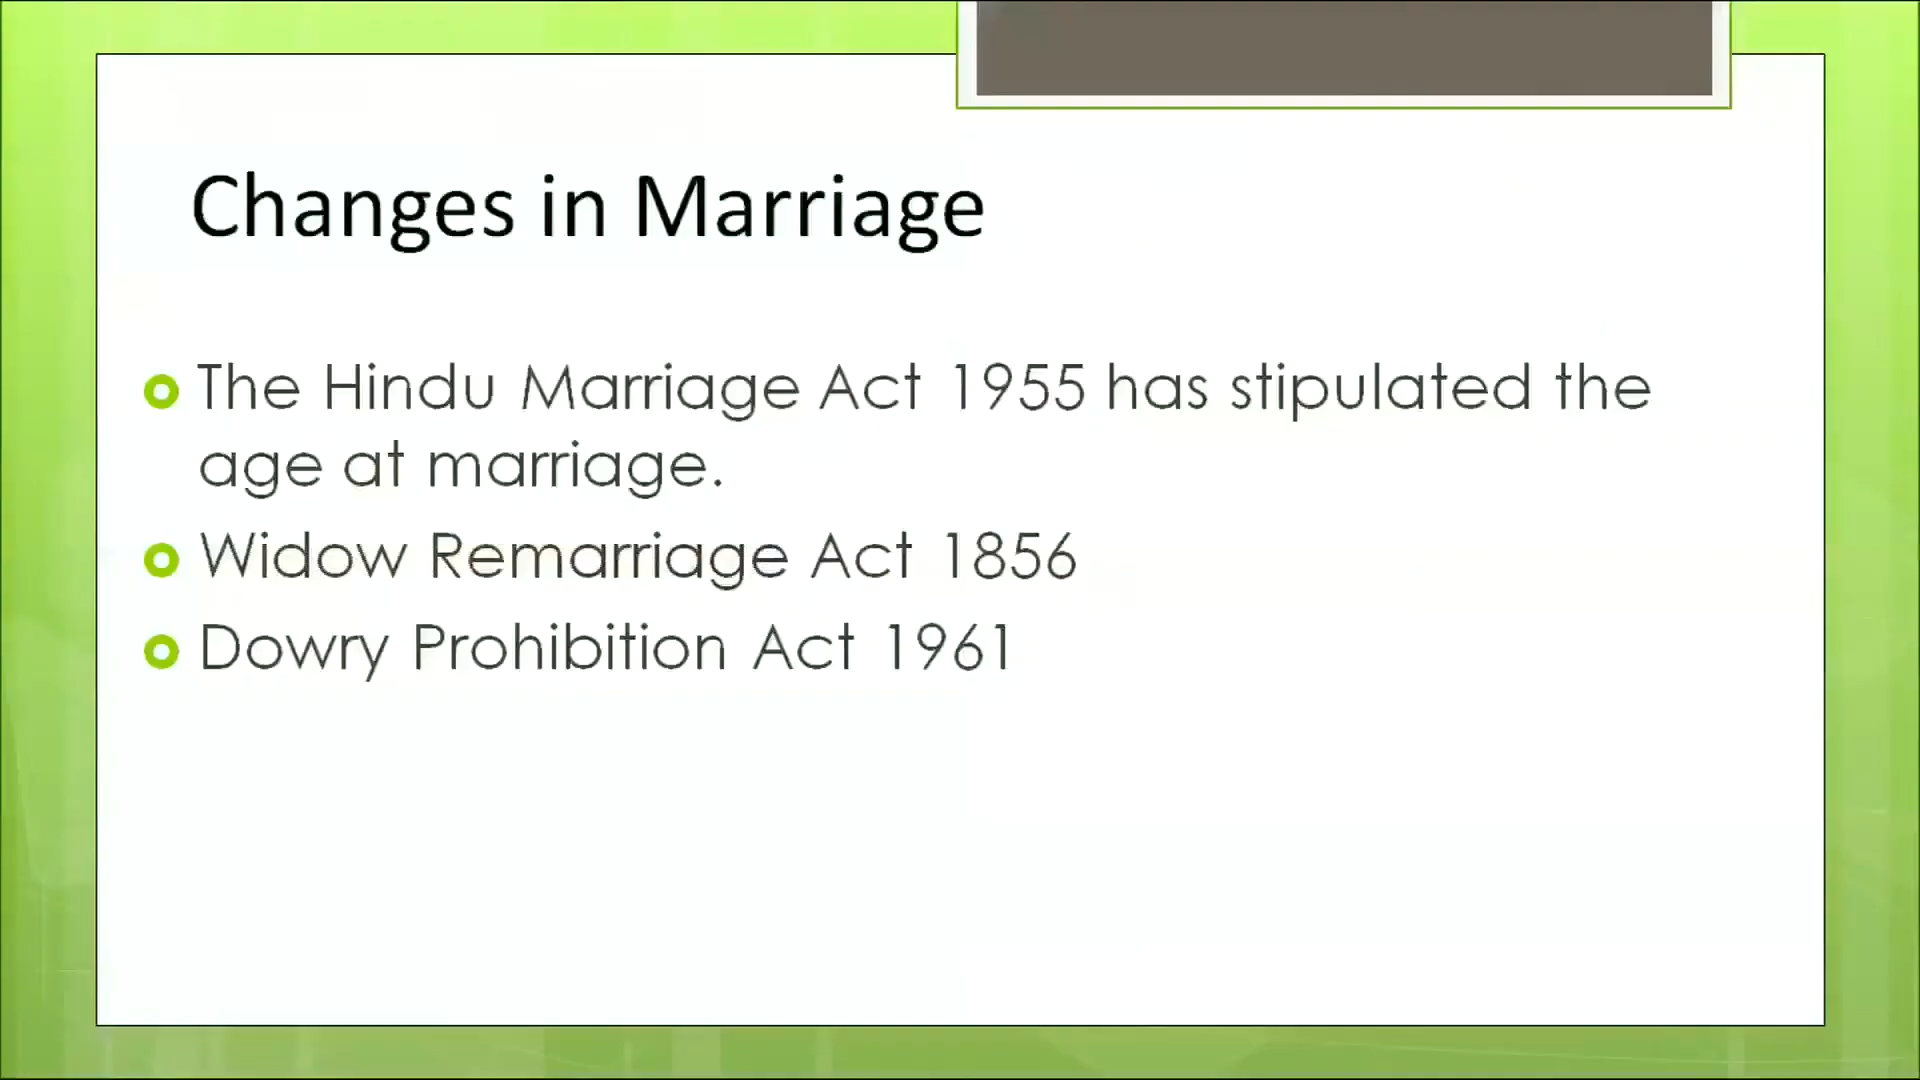 Changes in Marriage
The Hindu Marriage Act 1955 has stipulated the
age at marriage.
Widow Remarriage Act 1856
Dowry Prohibition Act 1961